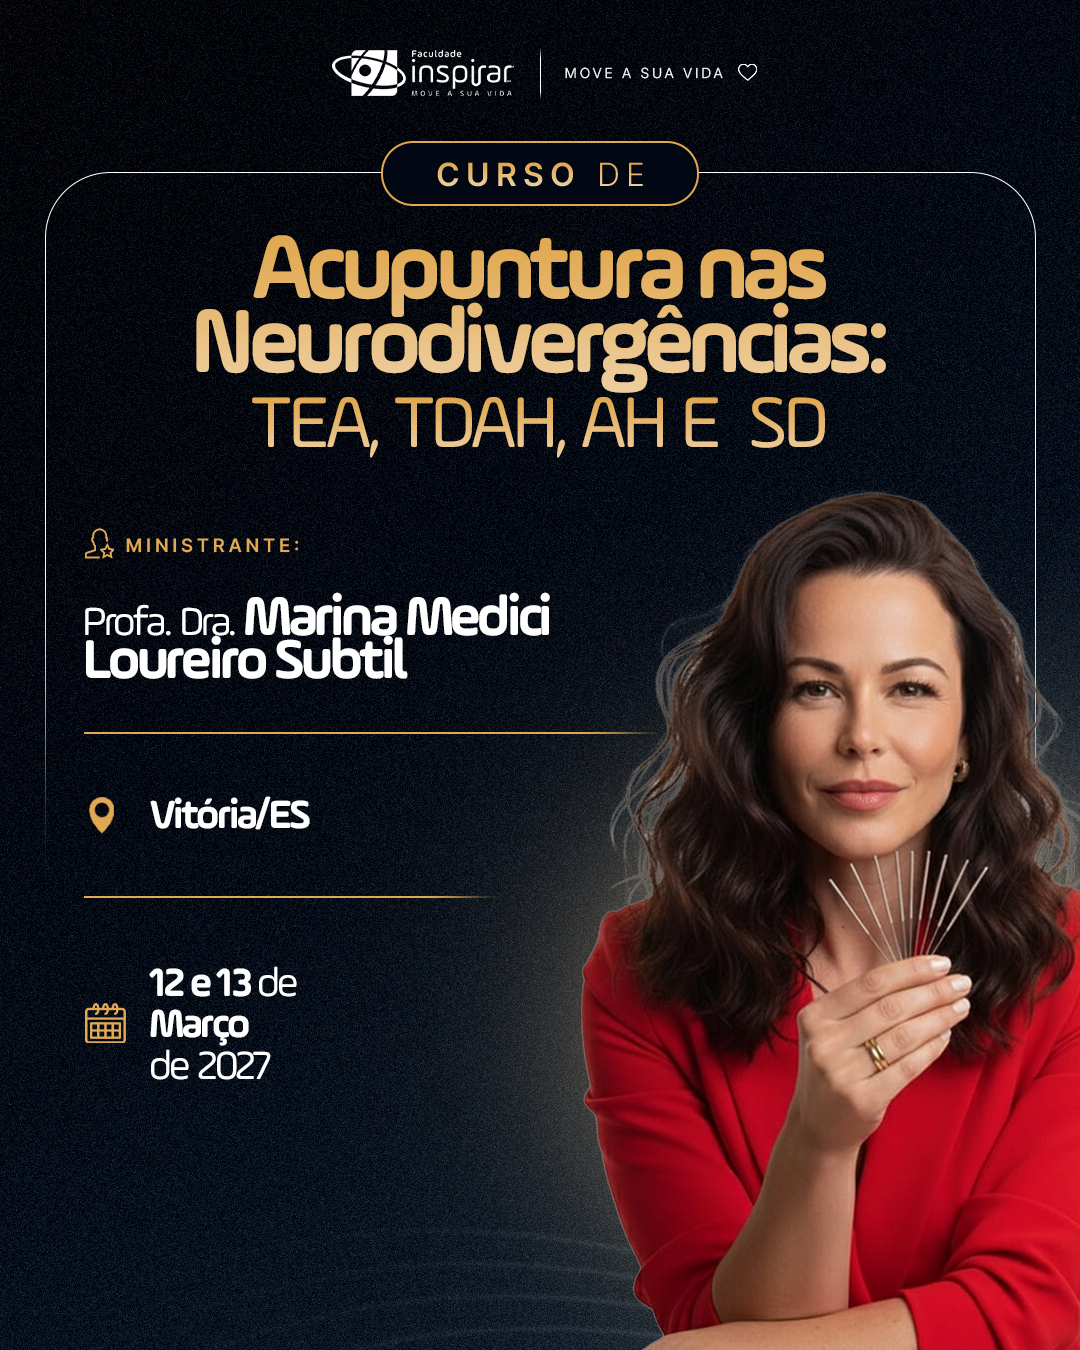 Faculdade
inspirar
MOVE A SUA VIDA
MOVE A SUA VIDA
CURSO DE
Acupuntura nas
Neurodivergências:
TEA, TDAH, AH E SD
MINISTRANTE:
Profa. Dra. Marina Medici
Loureiro Subtil
Vitória/ES
12 e 13 de
Março
de 2027